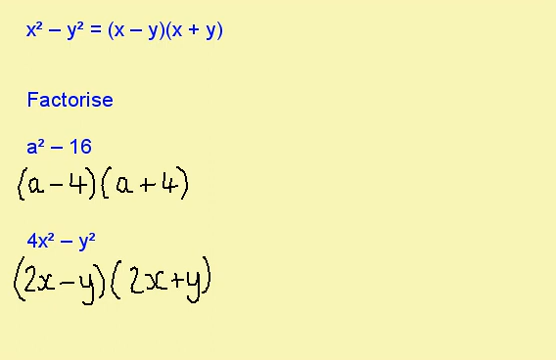 x² – y² = (x – y)(x + y)
Factorise
a² – 16
(a – 4)(a + 4)
4x² – y²
(2x – y)(2x + y)